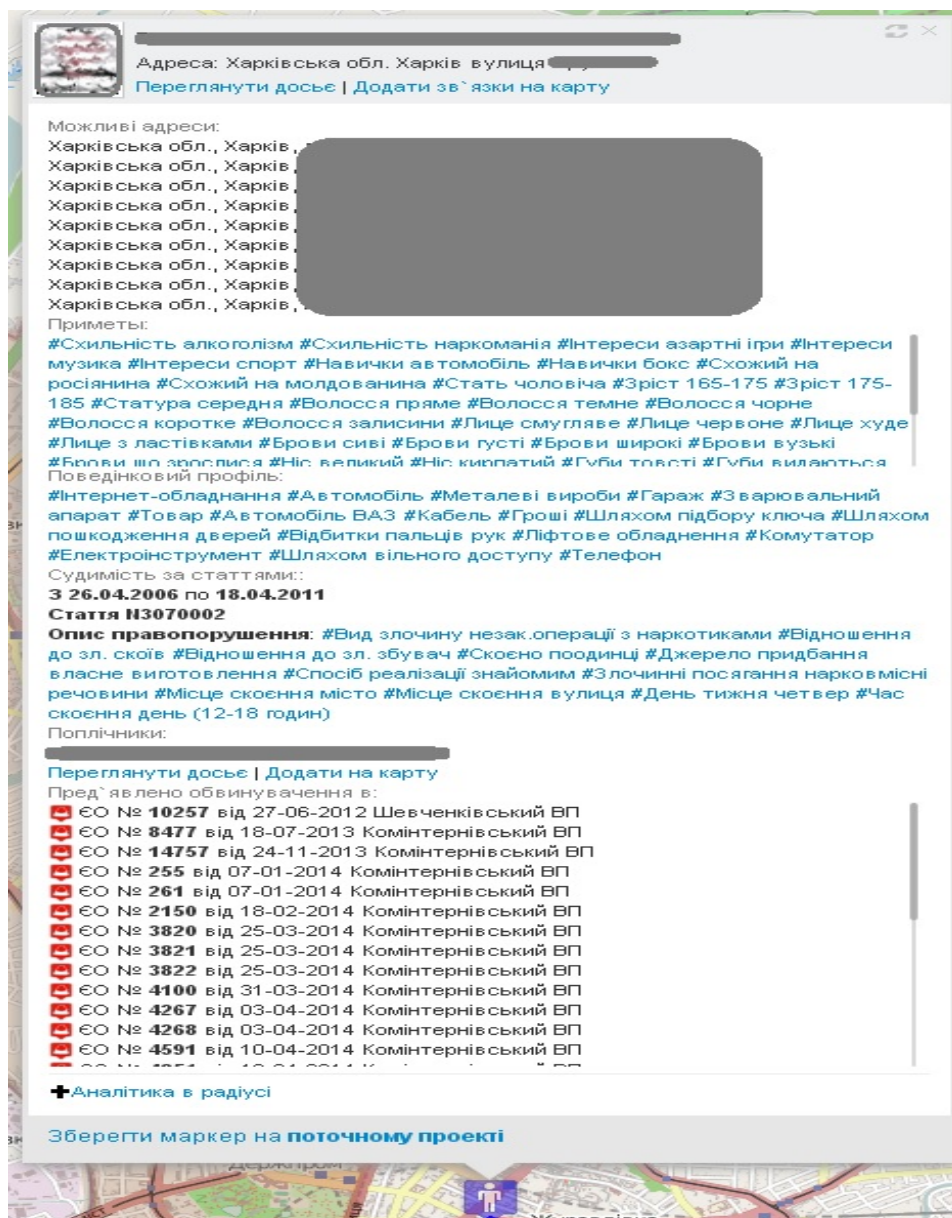 Адреса: Харківська обл. Харків вулиця
Переглянути досьє | Додати зв`язки на карту
Можливі адреси:
Харківська обл., Харків,
Харківська обл., Харків,
Харківська обл., Харків,
Харківська обл., Харків,
Харківська обл., Харків,
Харківська обл., Харків,
Харківська обл., Харків,
Харківська обл., Харків,
Харківська обл., Харків,
Приметы:
#Схильність алкоголізм #Схильність наркоманія #Інтереси азартні ігри #Інтереси
музика #Інтереси спорт #Навички автомобіль #Навички бокс #Схожий на
росіянина #Схожий на молдованина #Стать чоловіча #Зріст 165-175 #Зріст 175-
185 #Статура середня #Волосся пряме #Волосся темне #Волосся чорне
#Волосся коротке #Волосся залисини #Лице смугляве #Лице червоне #Лице худе
#Лице з ластівками #Брови сиві #Брови густі #Брови широкі #Брови вузькі
#Брови що зрослися #Ніс великий #Ніс кирпатий #Губи товсті #Губи видаються
Поведінковий профіль:
#Інтернет-обладнання #Автомобіль #Металеві вироби #Гараж #Зварювальний
апарат #Товар #Автомобіль ВАЗ #Кабель #Гроші #Шляхом підбору ключа #Шляхом
пошкодження дверей #Відбитки пальців рук #Ліфтове обладнення #Комутатор
#Електроінструмент #Шляхом вільного доступу #Телефон
Судимість за статтями::
З 26.04.2006 по 18.04.2011
Стаття N3070002
Опис правопорушення: #Вид злочину незак.операції з наркотиками #Відношення
до зл. скоїв #Відношення до зл. збувач #Скоєно поодинці #Джерело придбання
власне виготовлення #Спосіб реалізації знайомим #Злочинні посягання нарковмісні
речовини #Місце скоєння місто #Місце скоєння вулиця #День тижня четвер #Час
скоєння день (12-18 годин)
Поплічники:
Переглянути досьє | Додати на карту
Пред`явлено обвинувачення в:
ЄО № 10257 від 27-06-2012 Шевченківський ВП
ЄО № 8477 від 18-07-2013 Комінтернівський ВП
ЄО № 14757 від 24-11-2013 Комінтернівський ВП
ЄО № 255 від 07-01-2014 Комінтернівський ВП
ЄО № 261 від 07-01-2014 Комінтернівський ВП
ЄО № 2150 від 18-02-2014 Комінтернівський ВП
ЄО № 3820 від 25-03-2014 Комінтернівський ВП
ЄО № 3821 від 25-03-2014 Комінтернівський ВП
ЄО № 3822 від 25-03-2014 Комінтернівський ВП
ЄО № 4100 від 31-03-2014 Комінтернівський ВП
ЄО № 4267 від 03-04-2014 Комінтернівський ВП
ЄО № 4268 від 03-04-2014 Комінтернівський ВП
ЄО № 4591 від 10-04-2014 Комінтернівський ВП
Аналітика в радіусі
Зберегти маркер на поточному проекті